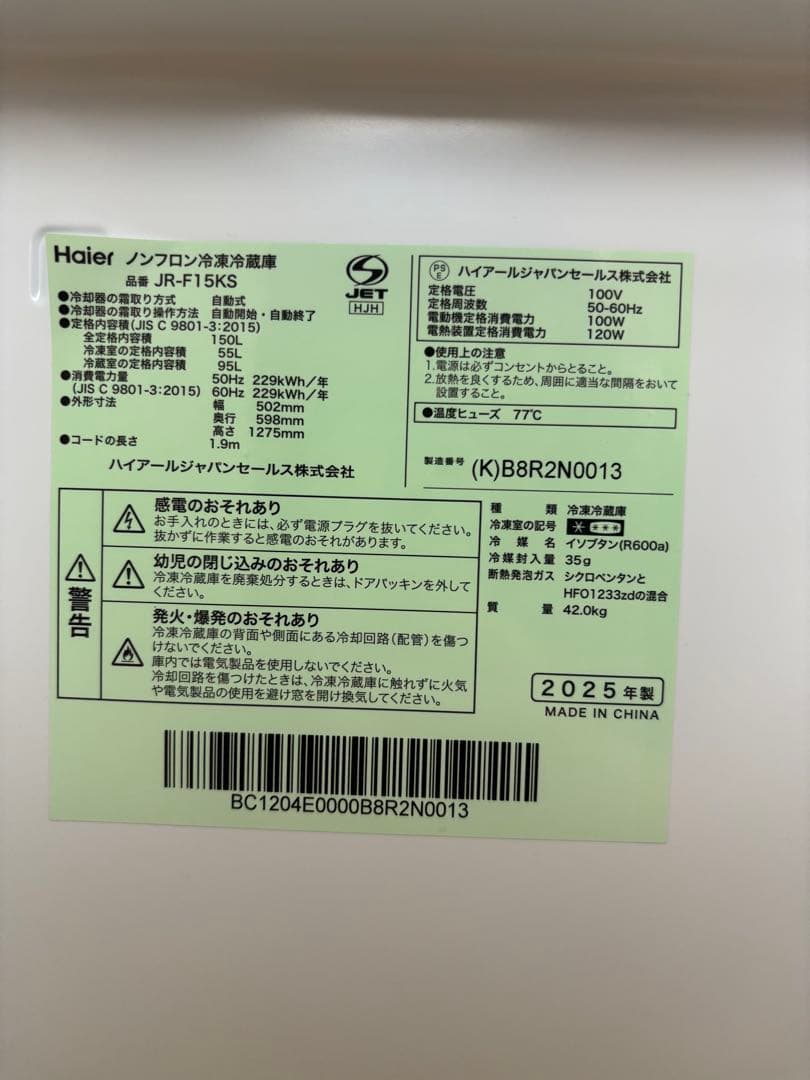 Haier ノンフロン冷凍冷蔵庫
品番 JR-F15KS
●冷却器の霜取り方式 自動式
●冷却器の霜取り操作方法 自動開始・自動終了
●定格内容積(JIS C 9801-3:2015)
全定格内容積 150L
冷凍室の定格内容積 55L
冷蔵室の定格内容積 95L
●消費電力量 50Hz 229kWh/年
(JIS C 9801-3:2015) 60Hz 229kWh/年
●外形寸法 幅 502mm
奥行 598mm
高さ 1275mm
●コードの長さ 1.9m
ハイアールジャパンセールス株式会社
S
JET
HJH
PSE ハイアールジャパンセールス株式会社
定格電圧 100V
定格周波数 50-60Hz
電動機定格消費電力 100W
電熱装置定格消費電力 120W
●使用上の注意
1.電源は必ずコンセントからとること。
2.放熱を良くするため、周囲に適当な間隔をおいて
設置すること。
●温度ヒューズ 77℃
製造番号 (K)B8R2N0013
警告
感電のおそれあり
お手入れのときには、必ず電源プラグを抜いてください。
抜かずに作業すると感電のおそれがあります。
幼児の閉じ込みのおそれあり
冷凍冷蔵庫を廃棄処分するときは、ドアパッキンを外して
ください。
発火・爆発のおそれあり
冷凍冷蔵庫の背面や側面にある冷却回路(配管)を傷つ
けないでください。
庫内では電気製品を使用しないでください。
冷却回路を傷つけたときは、冷凍冷蔵庫に触れずに火気
や電気製品の使用を避け窓を開け換気してください。
種類 冷凍冷蔵庫
冷凍室の記号
冷媒名 イソブタン(R600a)
冷媒封入量 35g
断熱発泡ガス シクロペンタンと
HFO1233zdの混合
質量 42.0kg
2025年製
MADE IN CHINA
BC1204E0000B8R2N0013